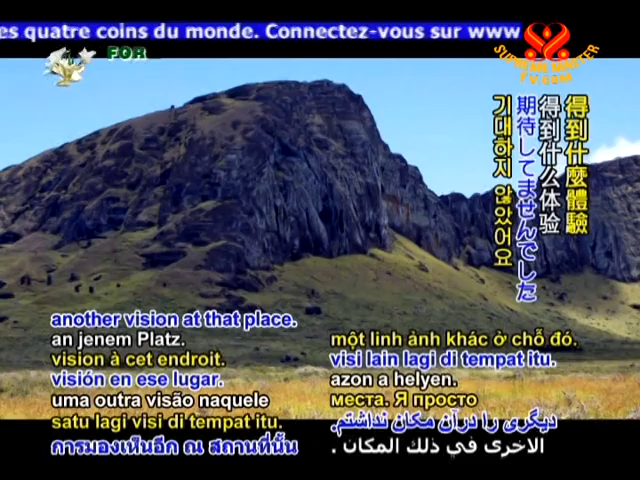 es quatre coins du monde. Connectez-vous sur www
FOR
SUPREME MASTER
TV.COM
得到什麼體驗
得到什么体验
期待してませんでした
기대하지 않았어요
another vision at that place.
an jenem Platz.
vision à cet endroit.
visión en ese lugar.
uma outra visão naquele
satu lagi visi di tempat itu.
การมองเห็นอีก ณ สถานที่นั้น
một linh ảnh khác ở chỗ đó.
visi lain lagi di tempat itu.
azon a helyen.
места. Я просто
دیگری را درآن مکان نداشتم.
الاخرى في ذلك المكان .